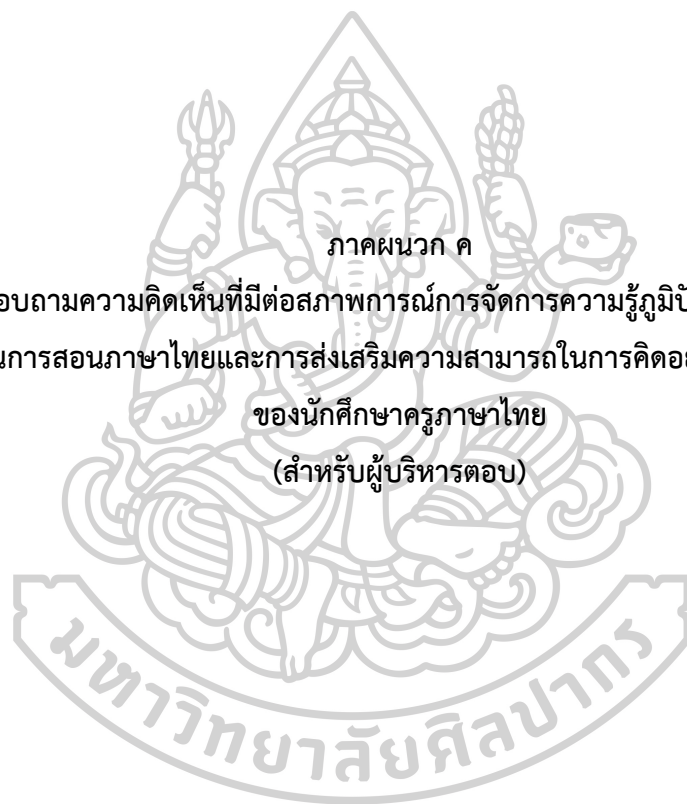 ภาคผนวก ค
อบถามความคิดเห็นที่มีต่อสภาพการณ์การจัดการความรู้ภูมิปั
นการสอนภาษาไทยและการส่งเสริมความสามารถในการคิดอย
ของนักศึกษาครูภาษาไทย
(สำหรับผู้บริหารตอบ)
มหาวิทยาลัยศิลปากร